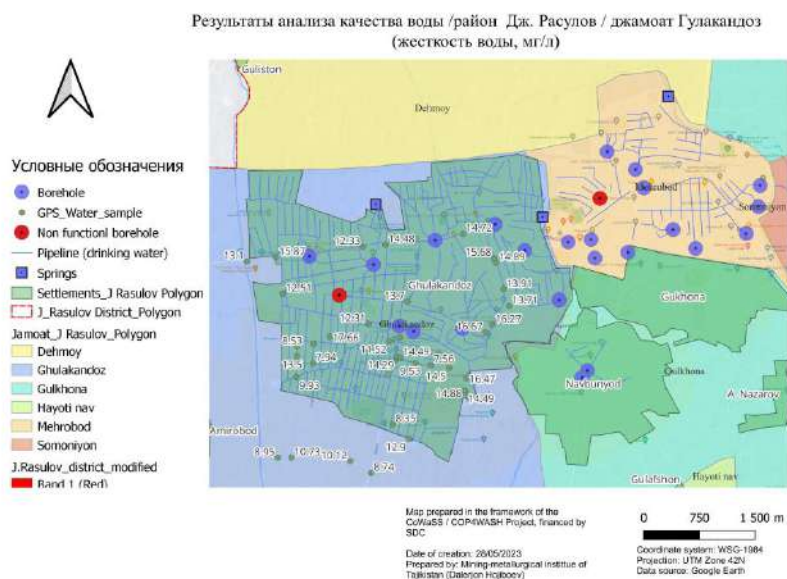 Результаты анализа качества воды /район Дж. Расулов / джамоат Гулакандоз
(жесткость воды, мг/л)
Guliston
Dehmoy
Somoniyon
14.72
12.33
14.48
13.1
15.87
15.68
14.89
12.51
Ghulakandoz
13.7
13.91
13.71
Gukhona
12.31
Ghulakandoz
16.67
16.27
8.53
17.66
11.52
14.49
13.5
7.94
14.29
9.53
7.56
14.5
9.93
16.47
Navbunyod
Qulkhona
14.88
14.49
A. Nazarov
8.35
Amirobod
12.9
8.95
10.73
10.12
8.74
Gulafshon
Hayoti nav
Условные обозначения
Borehole
GPS_Water_sample
Non functionl borehole
Pipeline (drinking water)
Springs
Settlements_J Rasulov Polygon
J_Rasulov District_Polygon
Jamoat_J Rasulov_Polygon
Dehmoy
Ghulakandoz
Gulkhona
Hayoti nav
Mehrobod
Somoniyon
J.Rasulov_district_modified
Band 1 (Red)
Map prepared in the framework of the
CoWaSS / COP4WASH Project, financed by
SDC
Date of creation: 26/05/2023
Prepared by: Mining-metallurgical institue of
Tajikistan (Dalerjon Hojiboev)
0 750 1 500 m
Coordinate system: WSG-1984
Projection: UTM Zone 42N
Data source: Google Earth